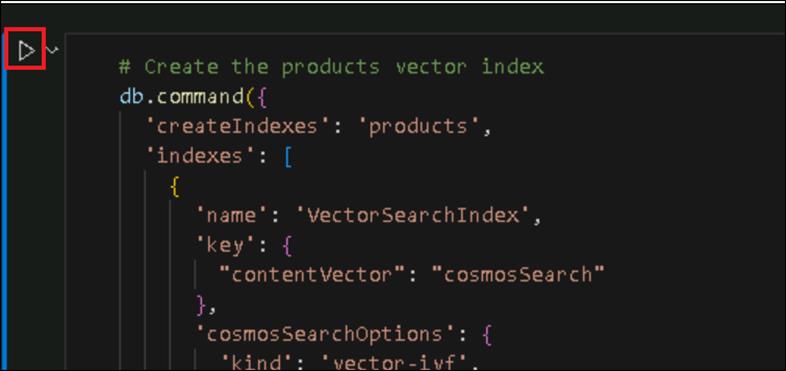 # Create the products vector index
db.command({
'createIndexes': 'products',
'indexes': [
{
'name': 'VectorSearchIndex',
'key': {
"contentVector": "cosmosSearch"
},
'cosmosSearchOptions': {
'kind': 'vector-ivf',